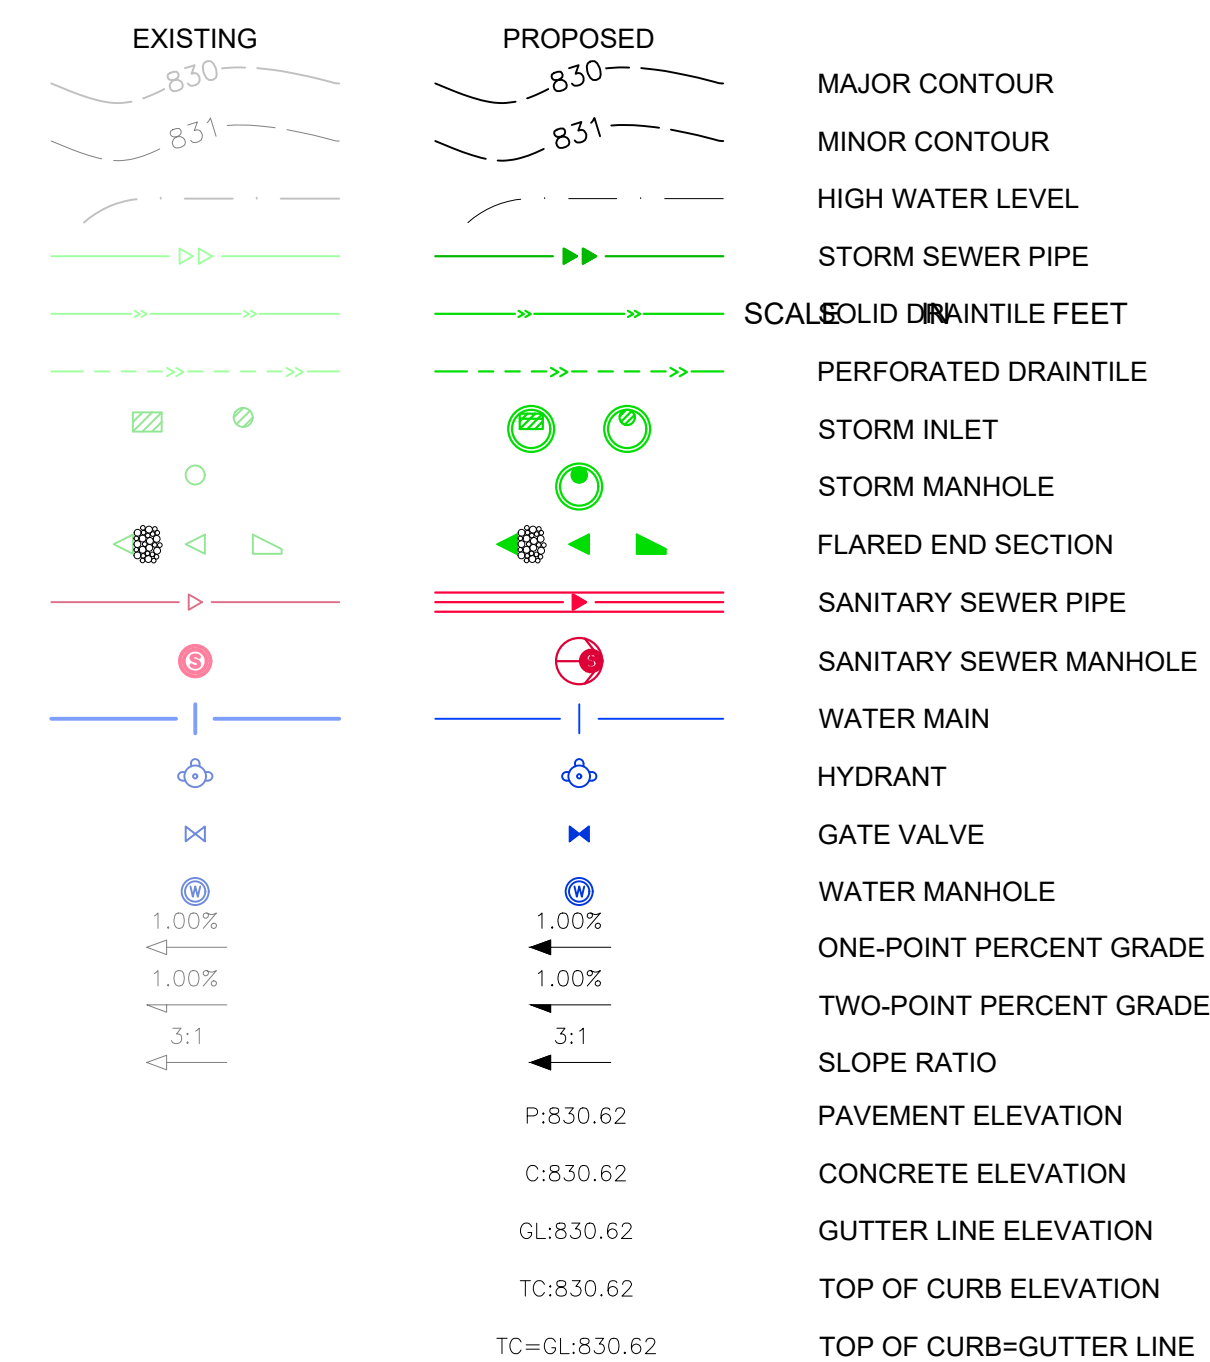 EXISTING PROPOSED
830 830 MAJOR CONTOUR
831 831 MINOR CONTOUR
HIGH WATER LEVEL
STORM SEWER PIPE
SCALE IN FEET
SOLID DRAINTILE
PERFORATED DRAINTILE
STORM INLET
STORM MANHOLE
FLARED END SECTION
SANITARY SEWER PIPE
S S SANITARY SEWER MANHOLE
WATER MAIN
HYDRANT
GATE VALVE
W W WATER MANHOLE
1.00% 1.00% ONE-POINT PERCENT GRADE
1.00% 1.00% TWO-POINT PERCENT GRADE
3:1 3:1 SLOPE RATIO
P:830.62 PAVEMENT ELEVATION
C:830.62 CONCRETE ELEVATION
GL:830.62 GUTTER LINE ELEVATION
TC:830.62 TOP OF CURB ELEVATION
TC=GL:830.62 TOP OF CURB=GUTTER LINE